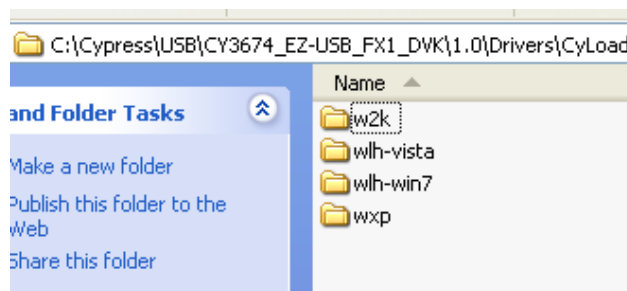 C:\Cypress\USB\CY3674_EZ-USB_FX1_DVK\1.0\Drivers\CyLoad
Name
and Folder Tasks
w2k
wlh-vista
Make a new folder
wlh-win7
Publish this folder to the
Web
wxp
Share this folder